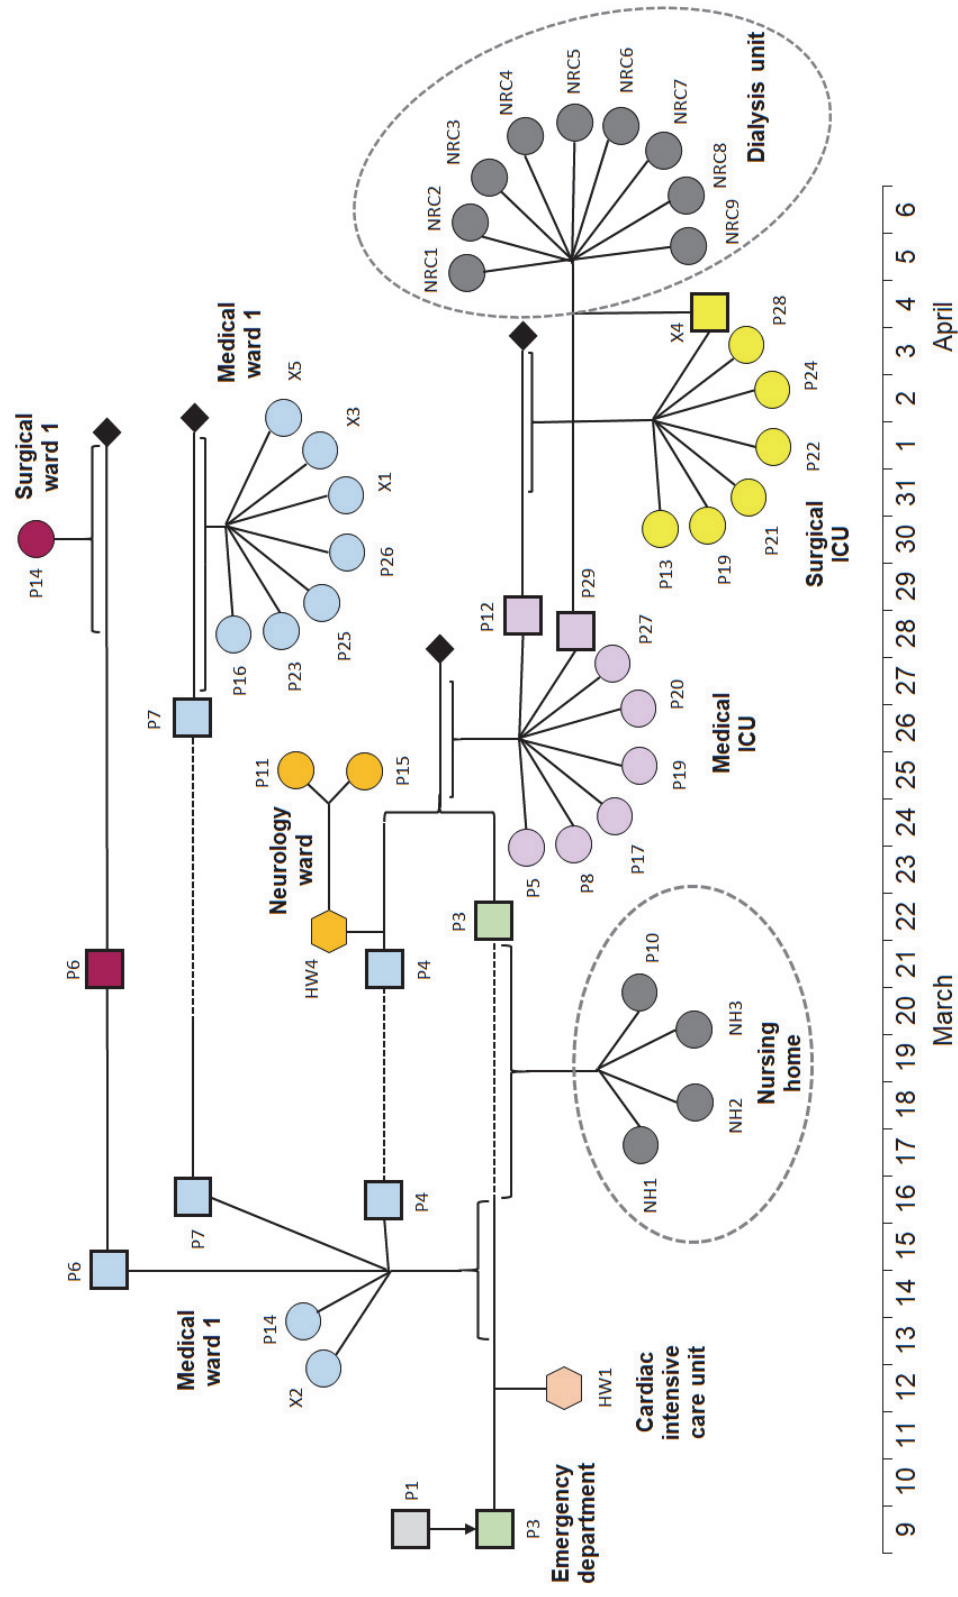 P1
P3
Emergency
department
HW1
Cardiac
intensive
care unit
Medical
ward 1
X2
P14
P6
P7
P4
NH1
NH2
NH3
P10
Nursing
home
P6
P4
P3
HW4
Neurology
ward
P11
P15
P5
P8
P17
P19
P20
P27
Medical
ICU
P12
P29
P7
P16
P23
P25
P26
X1
X3
X5
Medical
ward 1
P14
Surgical
ward 1
P13
P19
P21
P22
P24
P28
X4
Surgical
ICU
NRC1
NRC2
NRC3
NRC4
NRC5
NRC6
NRC7
NRC8
NRC9
Dialysis unit
9 10 11 12 13 14 15 16 17 18 19 20 21 22 23 24 25 26 27 28 29 30 31 1 2 3 4 5 6
March
April